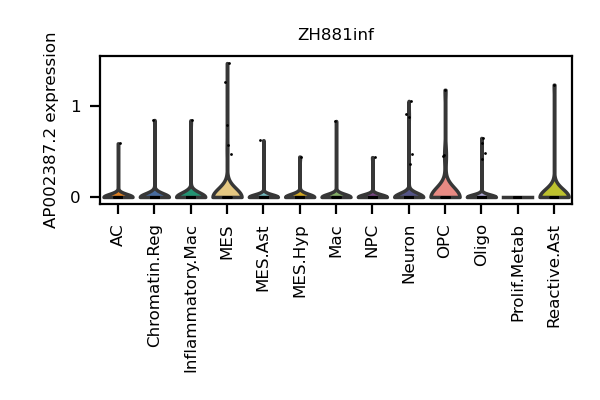 ZH881inf
AP002387.2 expression
1
0
AC
Chromatin.Reg
Inflammatory.Mac
MES
MES.Ast
MES.Hyp
Mac
NPC
Neuron
OPC
Oligo
Prolif.Metab
Reactive.Ast